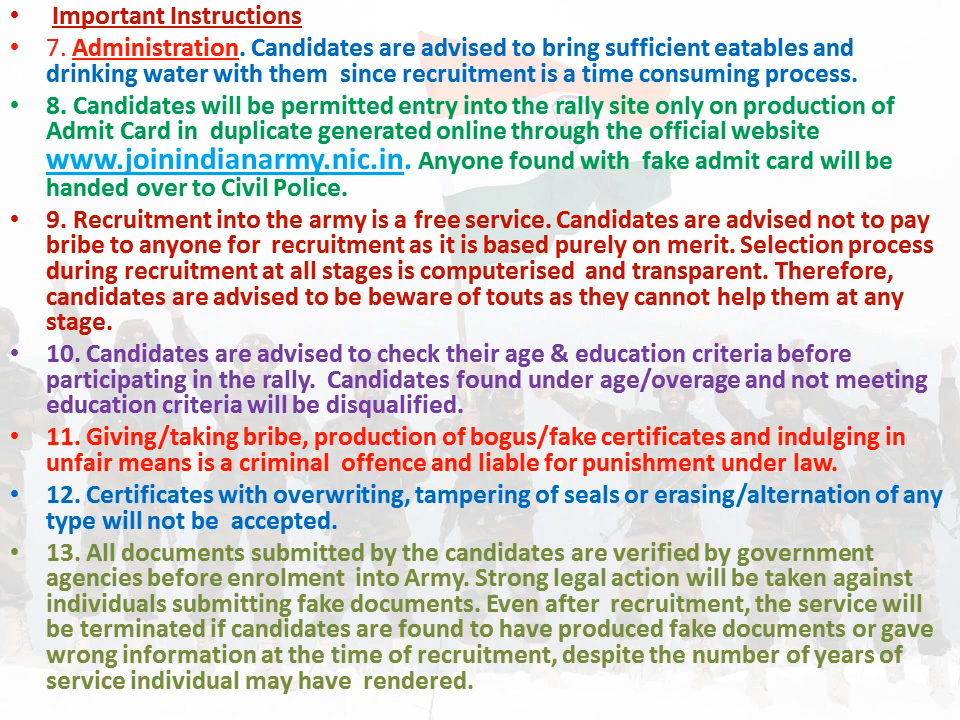 • Important Instructions
• 7. Administration. Candidates are advised to bring sufficient eatables and
drinking water with them since recruitment is a time consuming process.
• 8. Candidates will be permitted entry into the rally site only on production of
Admit Card in duplicate generated online through the official website
www.joinindianarmy.nic.in. Anyone found with fake admit card will be
handed over to Civil Police.
• 9. Recruitment into the army is a free service. Candidates are advised not to pay
bribe to anyone for recruitment as it is based purely on merit. Selection process
during recruitment at all stages is computerised and transparent. Therefore,
candidates are advised to be beware of touts as they cannot help them at any
stage.
• 10. Candidates are advised to check their age & education criteria before
participating in the rally. Candidates found under age/overage and not meeting
education criteria will be disqualified.
• 11. Giving/taking bribe, production of bogus/fake certificates and indulging in
unfair means is a criminal offence and liable for punishment under law.
• 12. Certificates with overwriting, tampering of seals or erasing/alternation of any
type will not be accepted.
• 13. All documents submitted by the candidates are verified by government
agencies before enrolment into Army. Strong legal action will be taken against
individuals submitting fake documents. Even after recruitment, the service will
be terminated if candidates are found to have produced fake documents or gave
wrong information at the time of recruitment, despite the number of years of
service individual may have rendered.